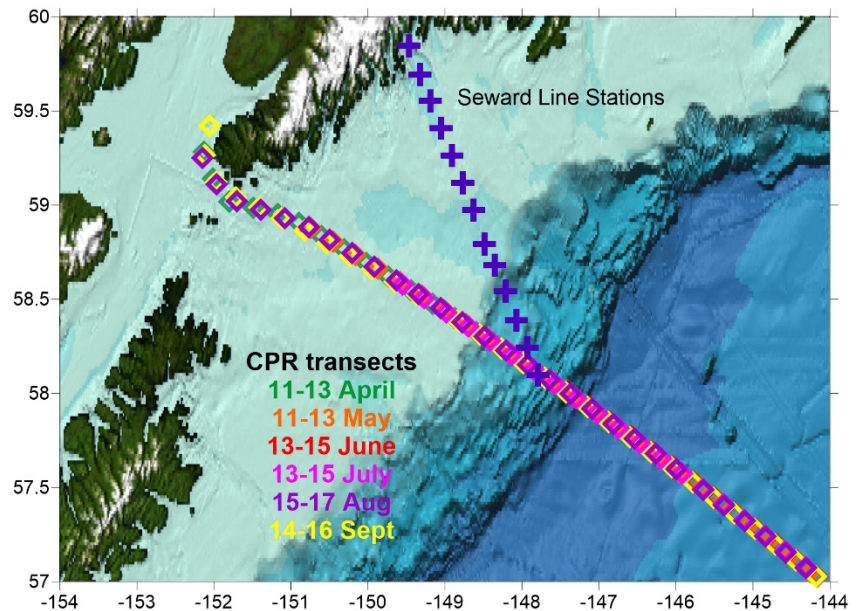 60
59.5
59
58.5
58
57.5
57
Seward Line Stations
CPR transects
11-13 April
11-13 May
13-15 June
13-15 July
15-17 Aug
14-16 Sept
-154 -153 -152 -151 -150 -149 -148 -147 -146 -145 -144